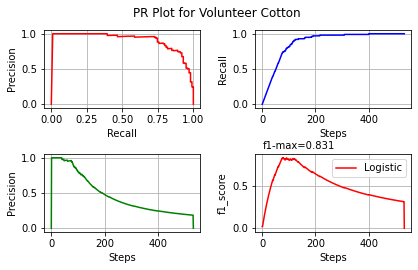 PR Plot for Volunteer Cotton
Precision
1.0
0.5
0.0
0.00 0.25 0.50 0.75 1.00
Recall
Recall
1.0
0.5
0.0
0 200 400
Steps
Precision
1.0
0.5
0.0
0 200 400
Steps
f1-max=0.831
f1_score
0.5
0.0
Logistic
0 200 400
Steps